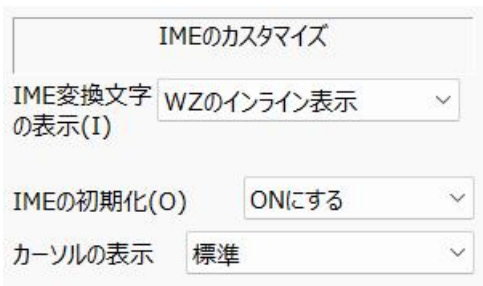 IMEのカスタマイズ
IME変換文字 WZのインライン表示
の表示(I)
IMEの初期化(O) ONにする
カーソルの表示 標準